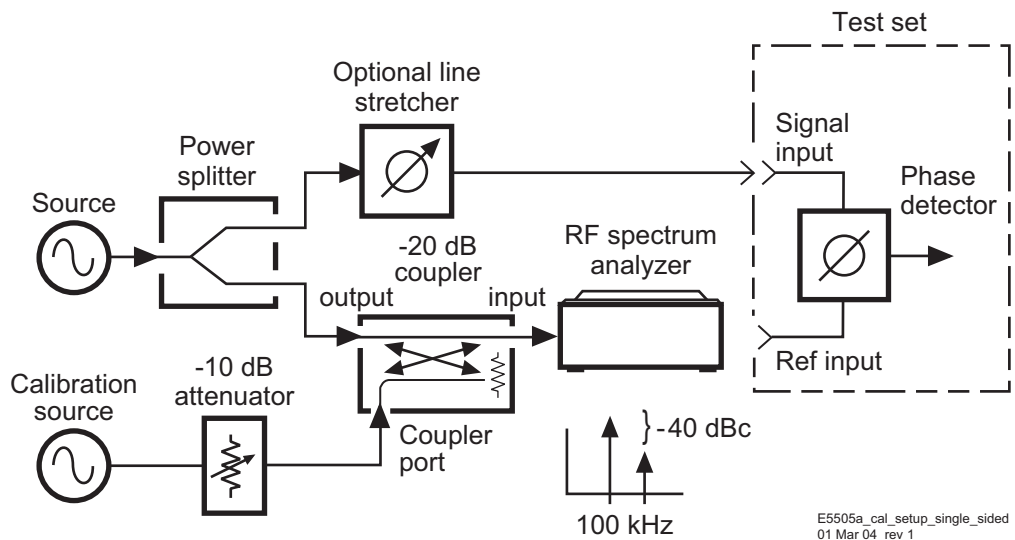 Test set
Optional line
stretcher
Signal
input
Power
splitter
Phase
detector
Source
-20 dB
coupler
RF spectrum
analyzer
output
input
Ref input
-10 dB
attenuator
Calibration
source
Coupler
port
} -40 dBc
100 kHz
E5505a_cal_setup_single_sided
01 Mar 04 rev 1